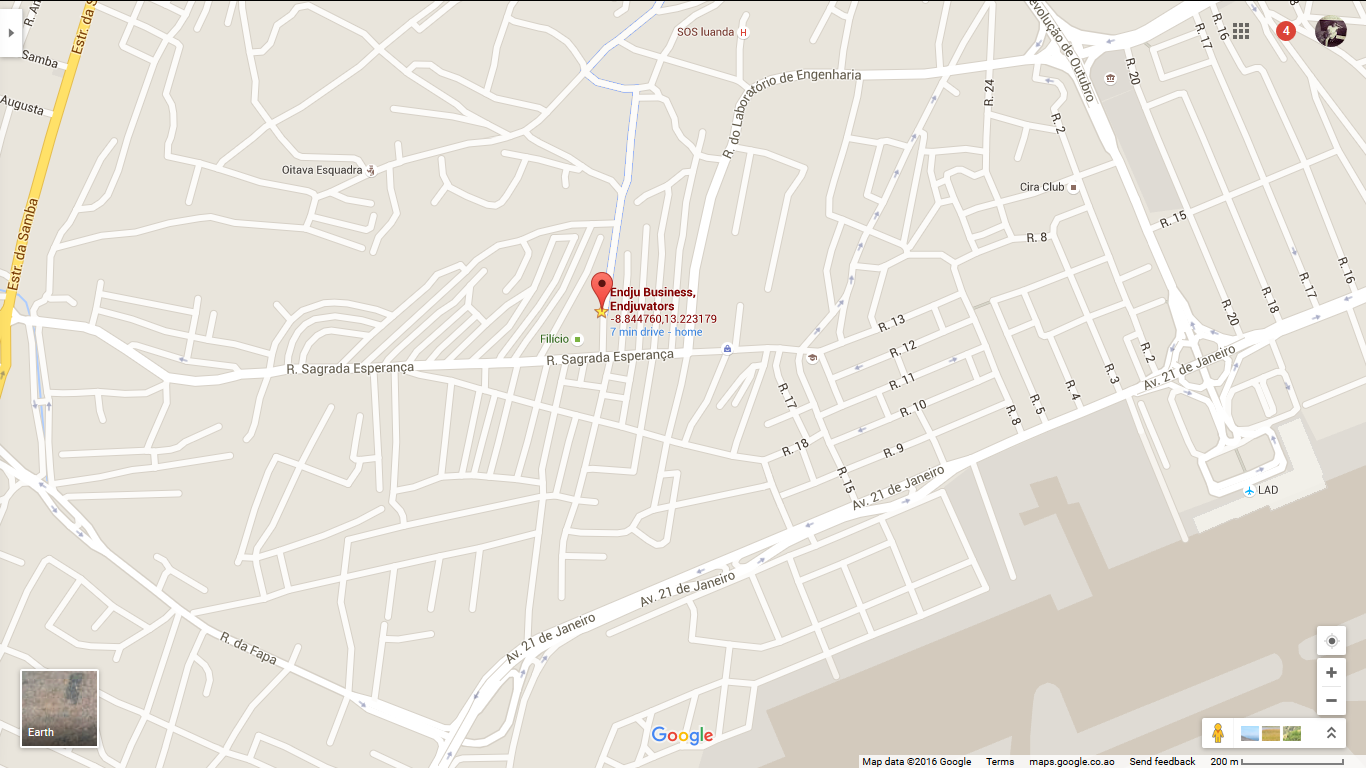 R. An
Estr. da Sa
Samba
Augusta
SOS luanda
H
R. do Laboratório de Engenharia
evolução de Outubro
R. 24
R. 2
R. 20
R. 17
R. 16
4
Oitava Esquadra
Cira Club
R. 15
R. 8
Estr. da Samba
R. 16
R. 17
R. 18
R. 20
Endju Business,
Endjuvators
-8.844760,13.223179
7 min drive - home
Filício
R. Sagrada Esperança
R. Sagrada Esperança
R. 13
R. 12
R. 11
R. 10
R. 9
R. 17
R. 18
R. 15
R. 8
R. 5
R. 4
R. 3
R. 2
Av. 21 de Janeiro
Av. 21 de Janeiro
LAD
Av. 21 de Janeiro
Av. 21 de Janeiro
R. da Fapa
Earth
Google
Map data ©2016 Google Terms maps.google.co.ao Send feedback 200 m